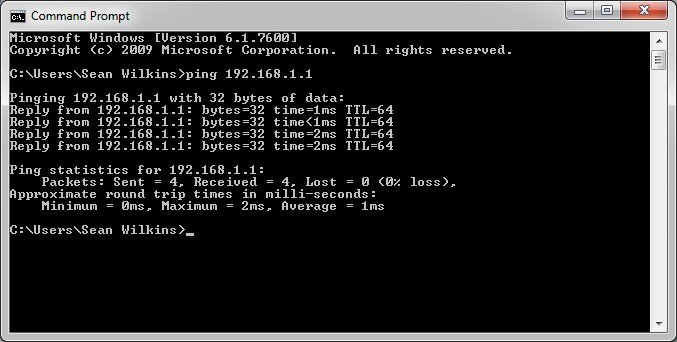 Command Prompt
Microsoft Windows [Version 6.1.7600]
Copyright (c) 2009 Microsoft Corporation.  All rights reserved.
C:\Users\Sean Wilkins>ping 192.168.1.1
Pinging 192.168.1.1 with 32 bytes of data:
Reply from 192.168.1.1: bytes=32 time=1ms TTL=64
Reply from 192.168.1.1: bytes=32 time<1ms TTL=64
Reply from 192.168.1.1: bytes=32 time=2ms TTL=64
Reply from 192.168.1.1: bytes=32 time=2ms TTL=64
Ping statistics for 192.168.1.1:
    Packets: Sent = 4, Received = 4, Lost = 0 (0% loss),
Approximate round trip times in milli-seconds:
    Minimum = 0ms, Maximum = 2ms, Average = 1ms
C:\Users\Sean Wilkins>_